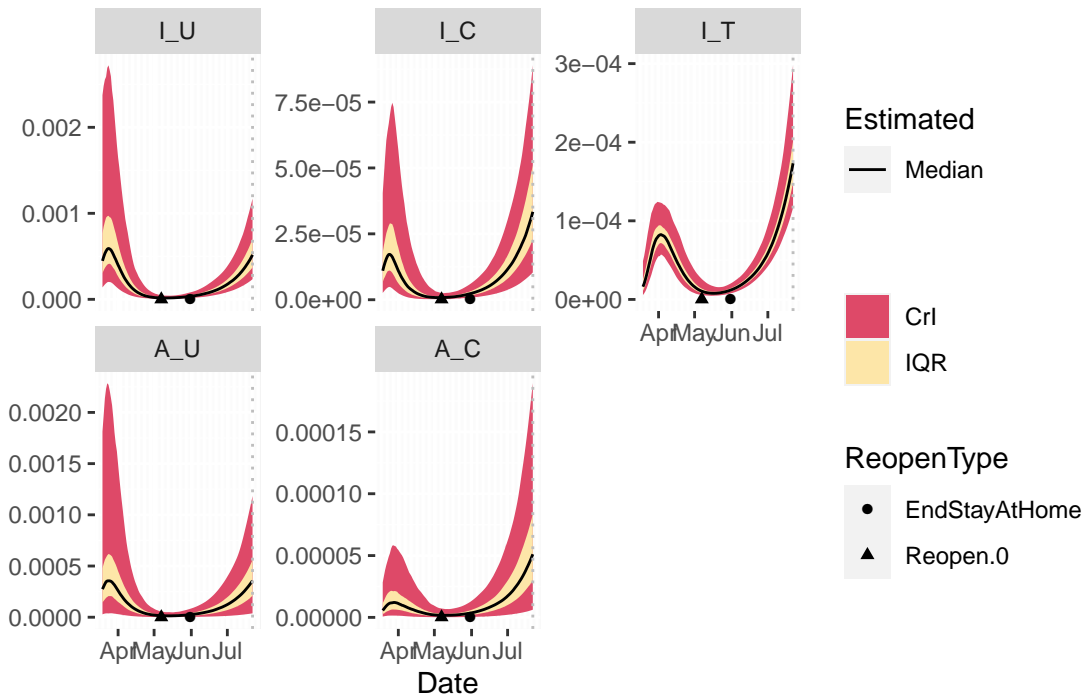 I_U
I_C
I_T
0.002
0.001
0.000
7.5e−05
5.0e−05
2.5e−05
0.0e+00
3e−04
2e−04
1e−04
0e+00
Apr May Jun Jul
A_U
A_C
0.0020
0.0015
0.0010
0.0005
0.0000
0.00015
0.00010
0.00005
0.00000
Apr May Jun Jul
Apr May Jun Jul
Date
Estimated
Median
CrI
IQR
ReopenType
EndStayAtHome
Reopen.0